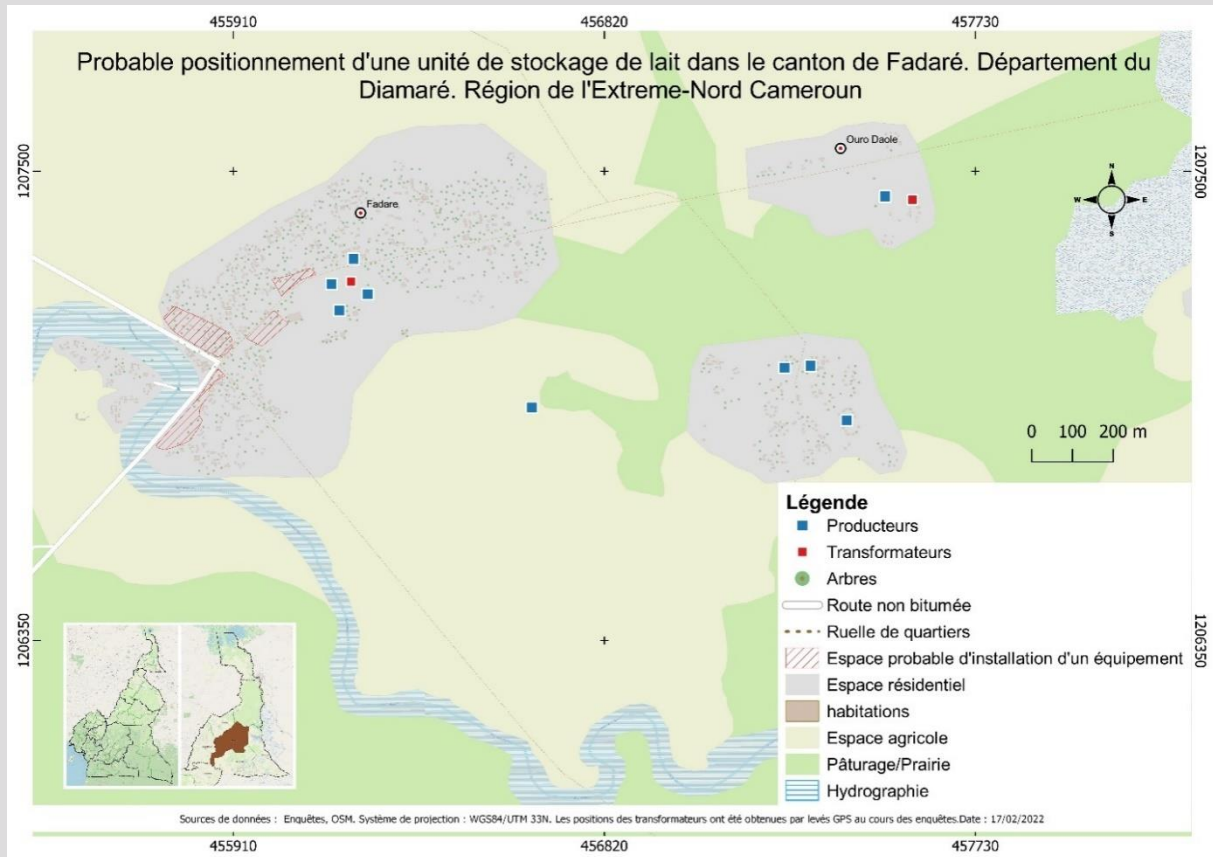 455910 456820 457730
Probable positionnement d'une unité de stockage de lait dans le canton de Fadaré. Département du
Diamaré. Région de l'Extreme-Nord Cameroun
1207500 1207500
Ouro Daole
Fadare
N
W E
S
0 100 200 m
Légende
Producteurs
Transformateurs
Arbres
Route non bitumée
Ruelle de quartiers
Espace probable d'installation d'un équipement
Espace résidentiel
habitations
Espace agricole
Pâturage/Prairie
Hydrographie
1206350 1206350
Sources de données : Enquêtes, OSM. Système de projection : WGS84/UTM 33N. Les positions des transformateurs ont été obtenues par levés GPS au cours des enquêtes.Date : 17/02/2022
455910 456820 457730